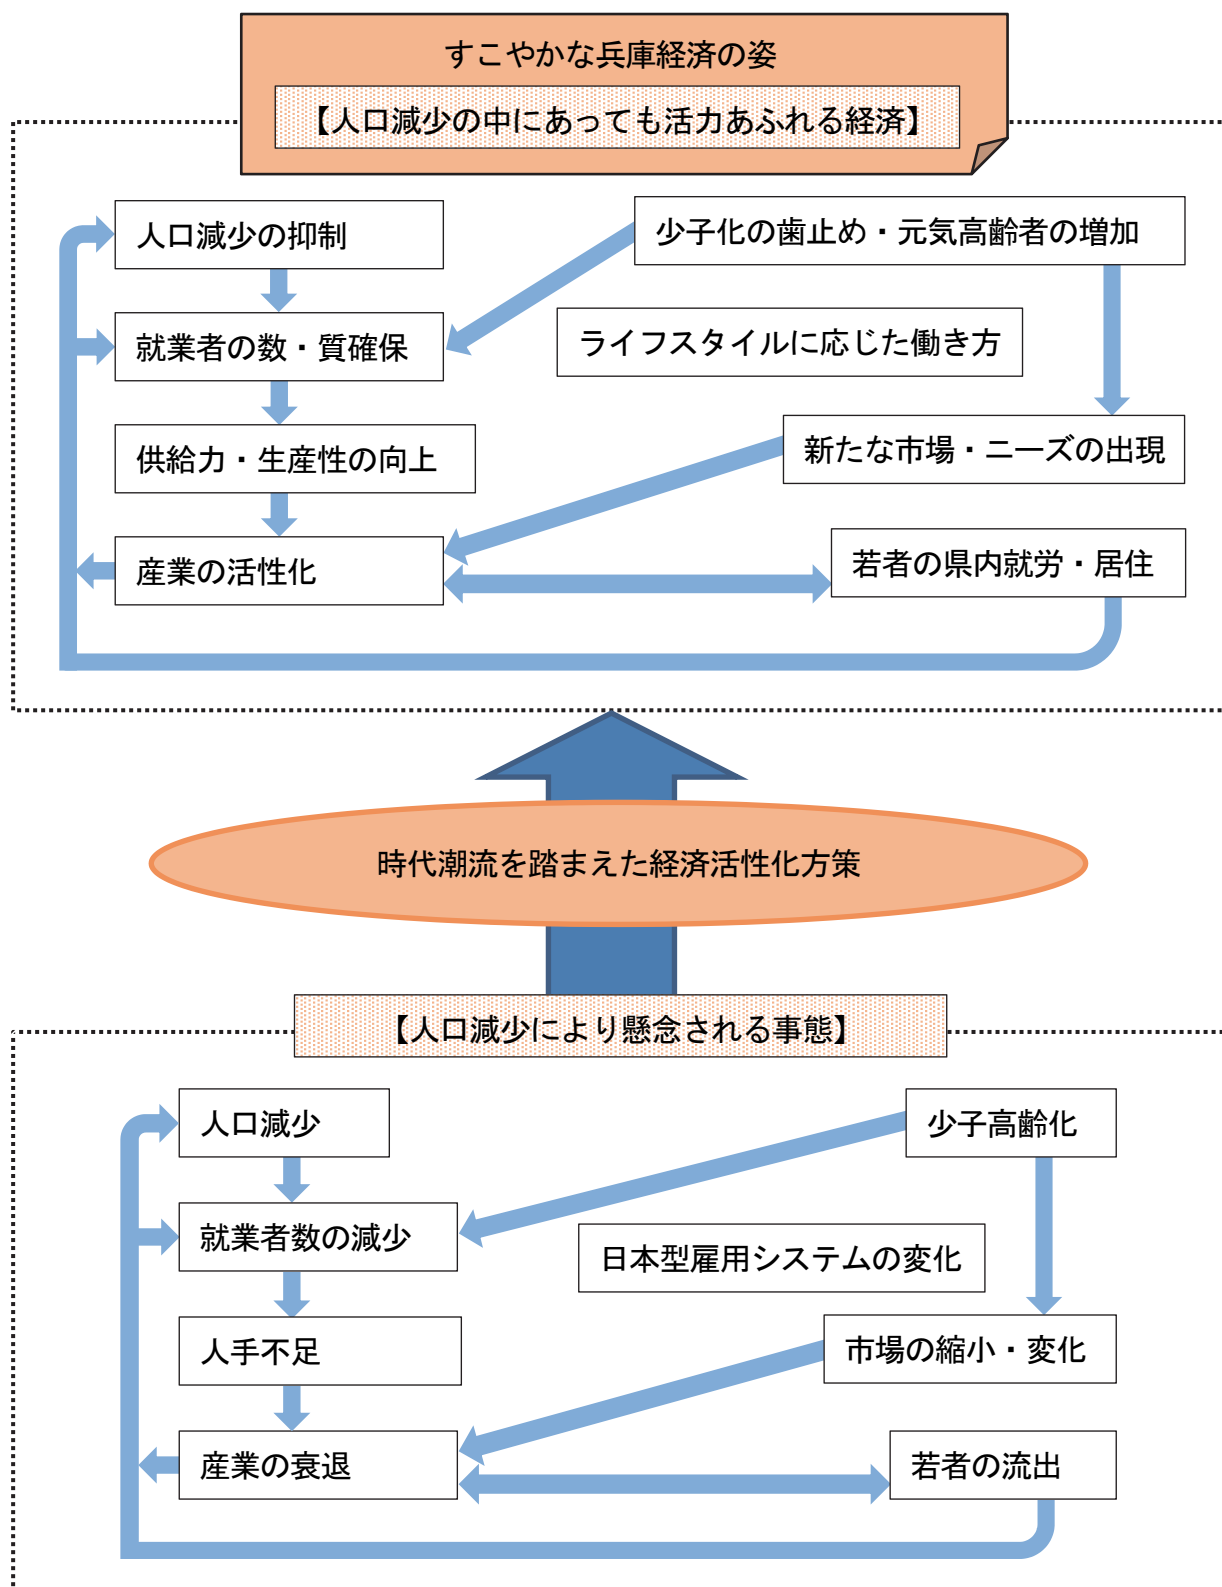 すこやかな兵庫経済の姿
【人口減少の中にあっても活力あふれる経済】
人口減少の抑制
少子化の歯止め・元気高齢者の増加
就業者の数・質確保
ライフスタイルに応じた働き方
供給力・生産性の向上
新たな市場・ニーズの出現
産業の活性化
若者の県内就労・居住
時代潮流を踏まえた経済活性化方策
【人口減少により懸念される事態】
人口減少
少子高齢化
就業者数の減少
日本型雇用システムの変化
人手不足
市場の縮小・変化
産業の衰退
若者の流出